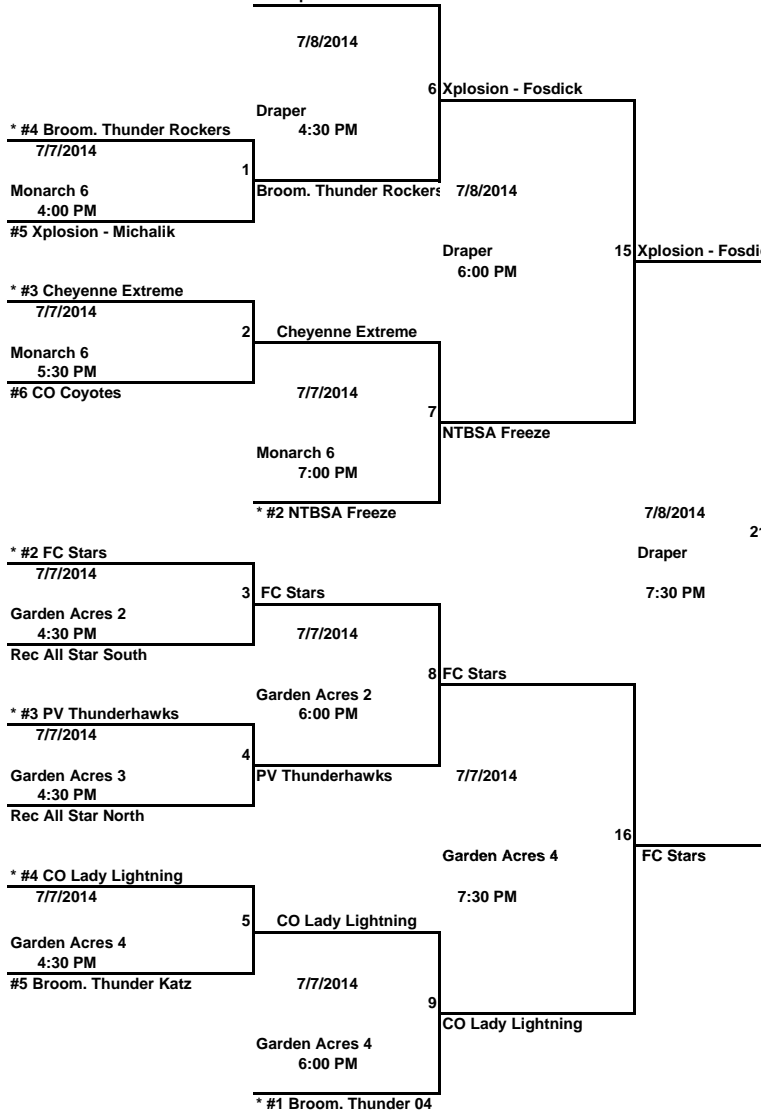 7/8/2014
6 Xplosion - Fosdick
Draper
4:30 PM
* #4 Broom. Thunder Rockers
7/7/2014
1
Monarch 6
Broom. Thunder Rockers
7/8/2014
4:00 PM
#5 Xplosion - Michalik
Draper
15 Xplosion - Fosdi
6:00 PM
* #3 Cheyenne Extreme
7/7/2014
2 Cheyenne Extreme
Monarch 6
5:30 PM
#6 CO Coyotes
7/7/2014
7
NTBSA Freeze
Monarch 6
7:00 PM
* #2 NTBSA Freeze
7/8/2014
21
* #2 FC Stars
Draper
7/7/2014
3 FC Stars
7:30 PM
Garden Acres 2
4:30 PM
7/7/2014
Rec All Star South
8 FC Stars
Garden Acres 2
* #3 PV Thunderhawks
6:00 PM
7/7/2014
4
Garden Acres 3
PV Thunderhawks
7/7/2014
4:30 PM
Rec All Star North
16
Garden Acres 4
FC Stars
* #4 CO Lady Lightning
7/7/2014
7:30 PM
5 CO Lady Lightning
Garden Acres 4
4:30 PM
#5 Broom. Thunder Katz
7/7/2014
9
CO Lady Lightning
Garden Acres 4
6:00 PM
* #1 Broom. Thunder 04